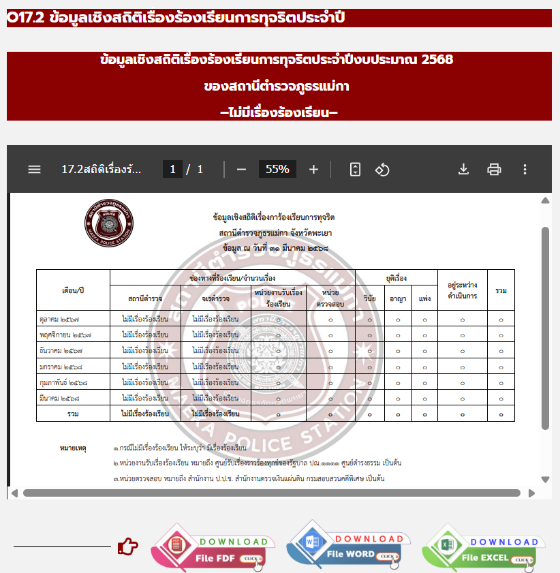 O17.2 ข้อมูลเชิงสถิติเรื่องร้องเรียนการทุจริตประจำปี
ข้อมูลเชิงสถิติเรื่องร้องเรียนการทุจริตประจำปีงบประมาณ 2568
ของสถานีตำรวจภูธรแม่กา
–ไม่มีเรื่องร้องเรียน–
17.2สถิติเรื่องร้... 1 / 1 55%
ข้อมูลเชิงสถิติเรื่องการ้องเรียนการทุจริต
สถานีตำรวจภูธรแม่กา จังหวัดพะเยา
ข้อมูล ณ วันที่ ๓๑ มีนาคม ๒๕๖๘
เดือน/ปี ช่องทางที่ร้องเรียน/จำนวนเรื่อง ยุติเรื่อง อยู่ระหว่างดำเนินการ รวม
สถานีตำรวจ จเรตำรวจ หน่วยงานรับเรื่องร้องเรียน หน่วยตรวจสอบ วินัย อาญา แพ่ง
ตุลาคม ๒๕๖๗ ไม่มีเรื่องร้องเรียน ไม่มีเรื่องร้องเรียน ๐ ๐ ๐ ๐ ๐ ๐ ๐
พฤศจิกายน ๒๕๖๗ ไม่มีเรื่องร้องเรียน ไม่มีเรื่องร้องเรียน ๐ ๐ ๐ ๐ ๐ ๐ ๐
ธันวาคม ๒๕๖๗ ไม่มีเรื่องร้องเรียน ไม่มีเรื่องร้องเรียน ๐ ๐ ๐ ๐ ๐ ๐ ๐
มกราคม ๒๕๖๘ ไม่มีเรื่องร้องเรียน ไม่มีเรื่องร้องเรียน ๐ ๐ ๐ ๐ ๐ ๐ ๐
กุมภาพันธ์ ๒๕๖๘ ไม่มีเรื่องร้องเรียน ไม่มีเรื่องร้องเรียน ๐ ๐ ๐ ๐ ๐ ๐ ๐
มีนาคม ๒๕๖๘ ไม่มีเรื่องร้องเรียน ไม่มีเรื่องร้องเรียน ๐ ๐ ๐ ๐ ๐ ๐ ๐
รวม ไม่มีเรื่องร้องเรียน ไม่มีเรื่องร้องเรียน ๐ ๐ ๐ ๐ ๐ ๐ ๐
หมายเหตุ ๑.กรณีไม่มีเรื่องร้องเรียน ให้ระบุว่า มีเรื่องร้องเรียน
๒.หน่วยงานรับเรื่องร้องเรียน หมายถึง ศูนย์รับเรื่องราวร้องทุกข์ของรัฐบาล ปณ ๑๑๑๑ ศูนย์ดำรงธรรม เป็นต้น
๓.หน่วยตรวจสอบ หมายถึง สำนักงาน ป.ป.ช. สำนักงานตรวจเงินแผ่นดิน กรมสอบสวนคดีพิเศษ เป็นต้น
DOWNLOAD DOWNLOAD DOWNLOAD
File FDF CLICK File WORD CLICK File EXCEL CLICK